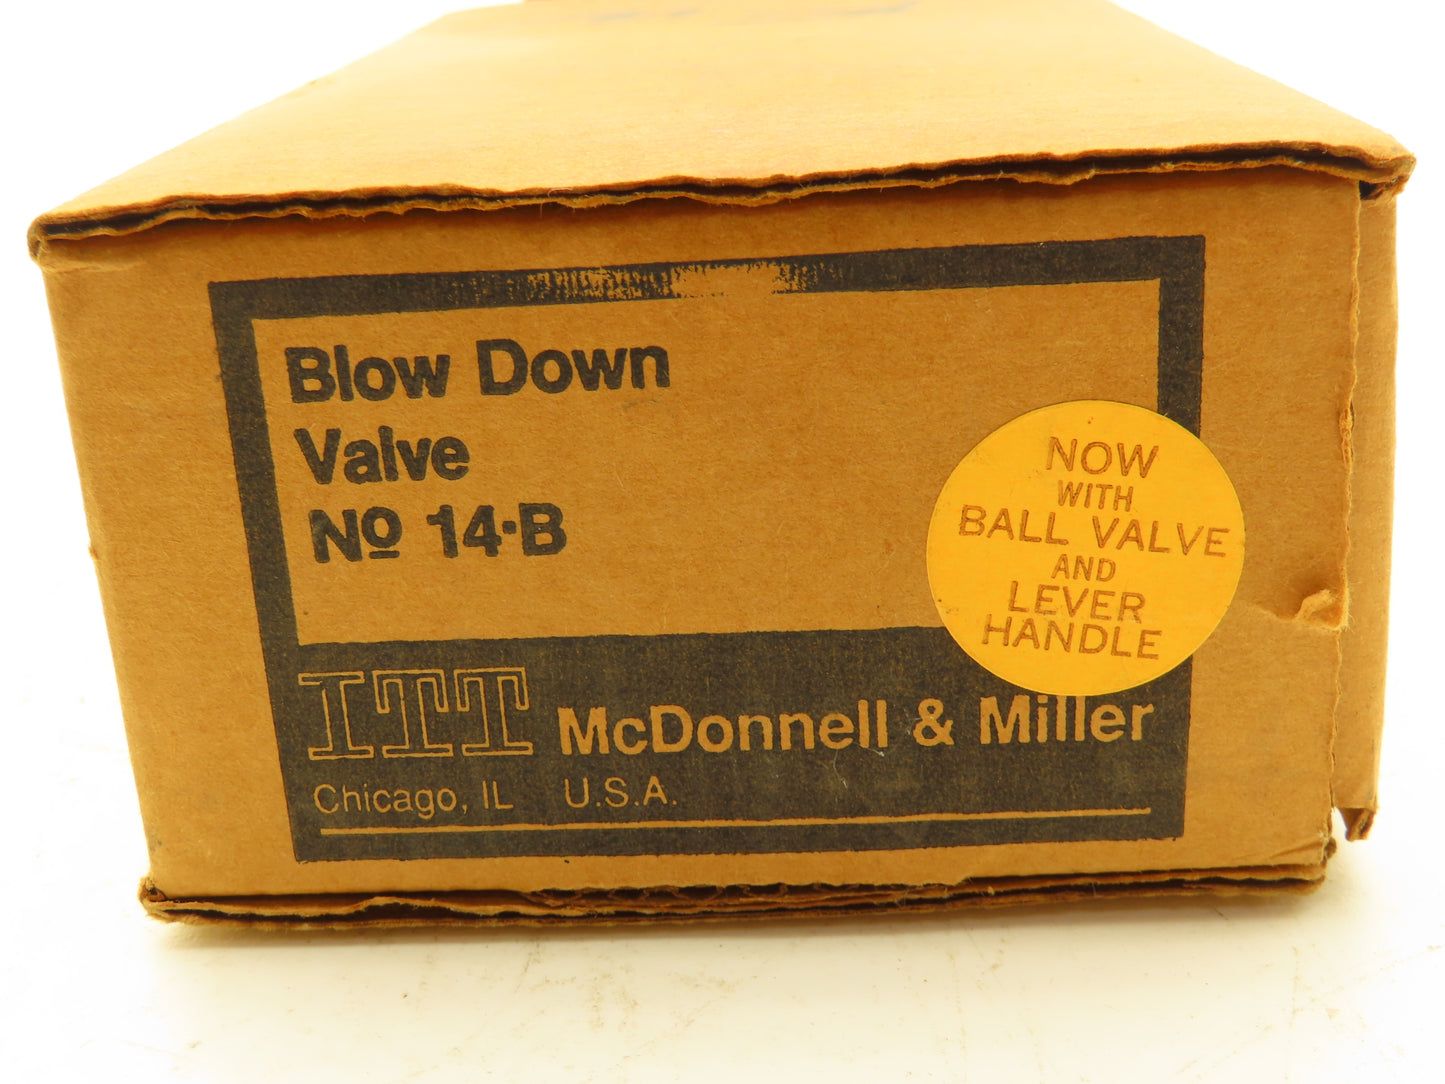 Blow Down
Valve
Nº 14·B
NOW
WITH
BALL VALVE
AND
LEVER
HANDLE
ITT McDonnell & Miller
Chicago, IL U.S.A.